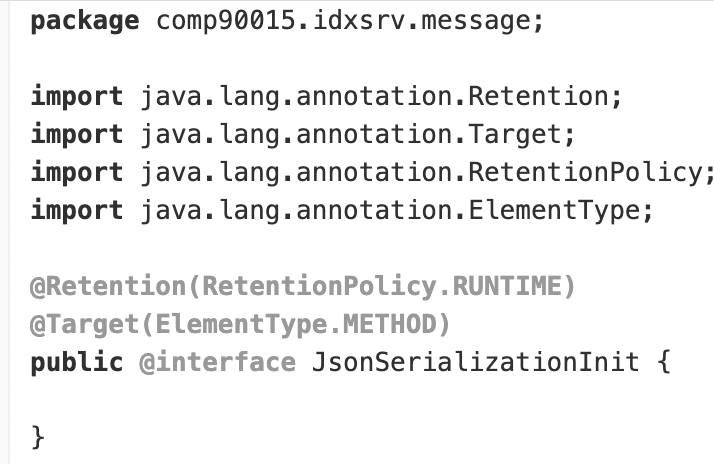 package comp90015.idxsrv.message;
import java.lang.annotation.Retention;
import java.lang.annotation.Target;
import java.lang.annotation.RetentionPolicy;
import java.lang.annotation.ElementType;
@Retention(RetentionPolicy.RUNTIME)
@Target(ElementType.METHOD)
public @interface JsonSerializationInit {
}